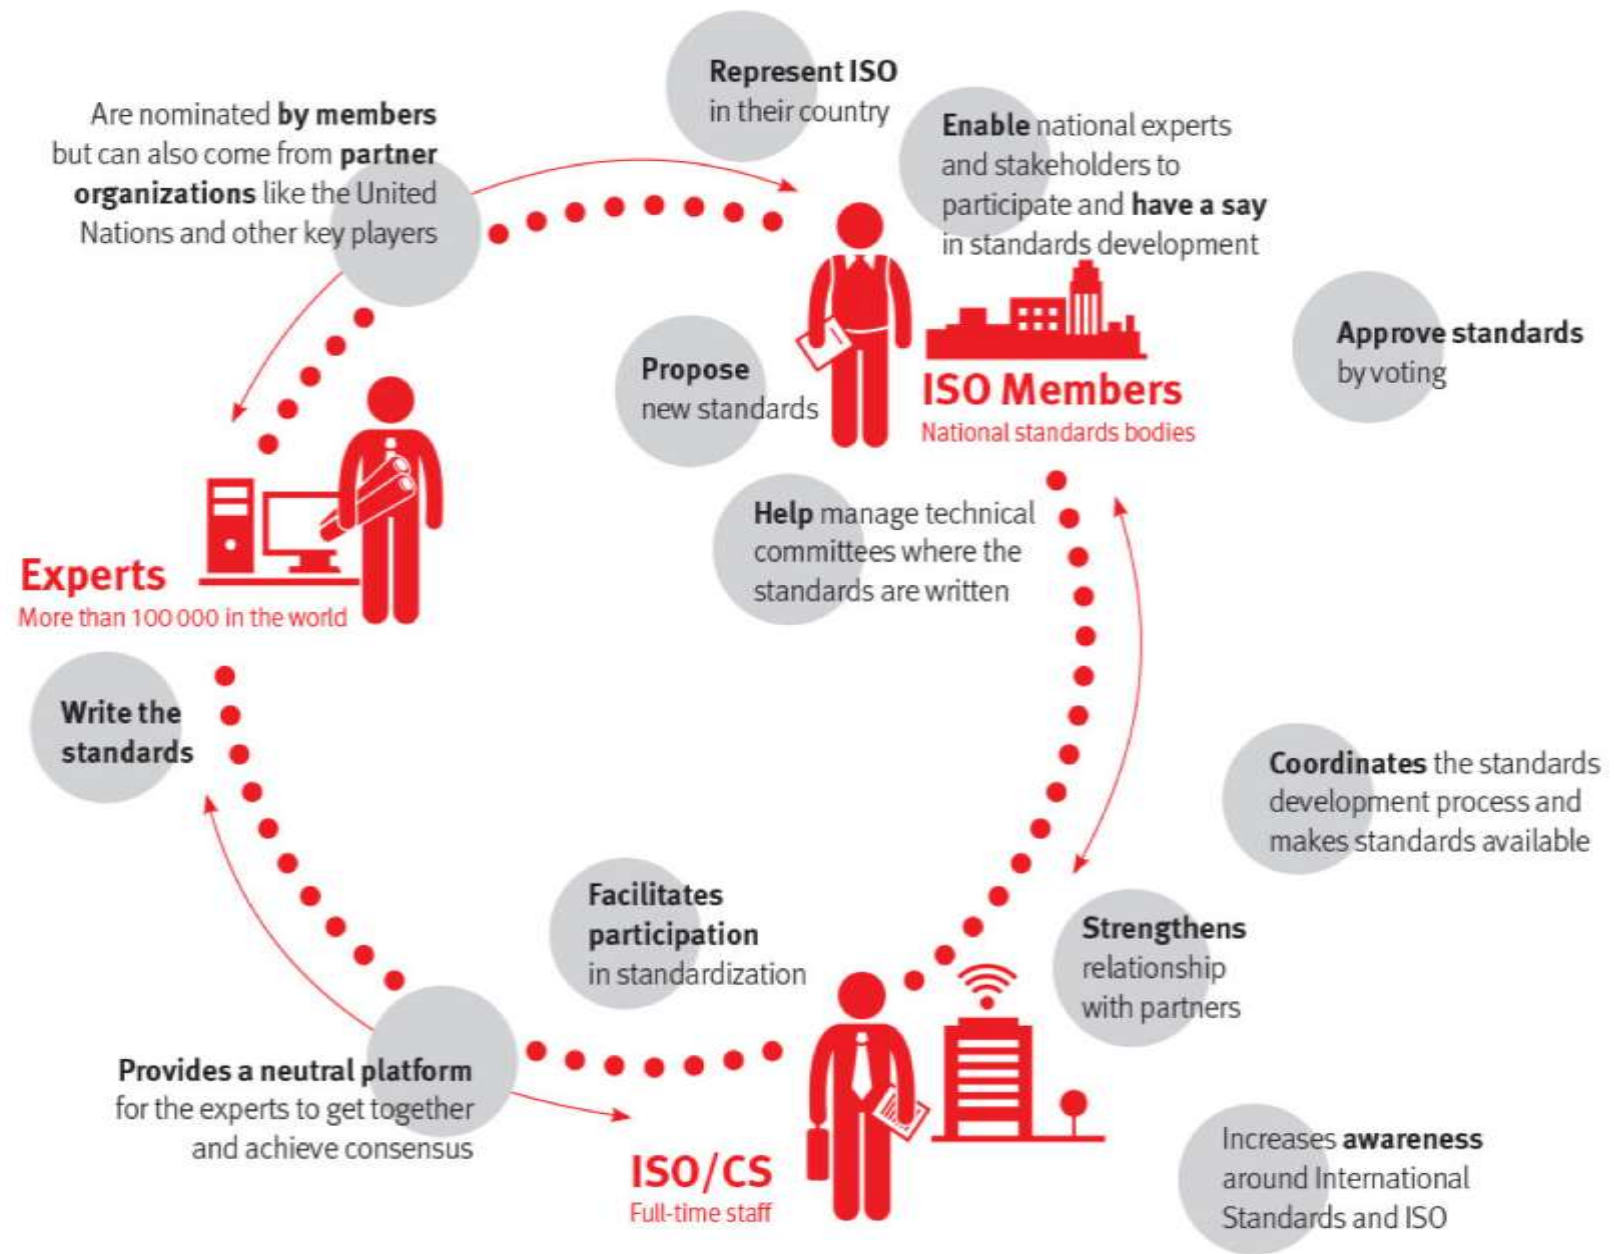 Represent ISO
in their country
Are nominated by members
but can also come from partner
organizations like the United
Nations and other key players
Enable national experts
and stakeholders to
participate and have a say
in standards development
Approve standards
by voting
Propose
new standards
ISO Members
National standards bodies
Help manage technical
committees where the
standards are written
Experts
More than 100 000 in the world
Write the
standards
Coordinates the standards
development process and
makes standards available
Facilitates
participation
in standardization
Strengthens
relationship
with partners
Provides a neutral platform
for the experts to get together
and achieve consensus
ISO/CS
Full-time staff
Increases awareness
around International
Standards and ISO